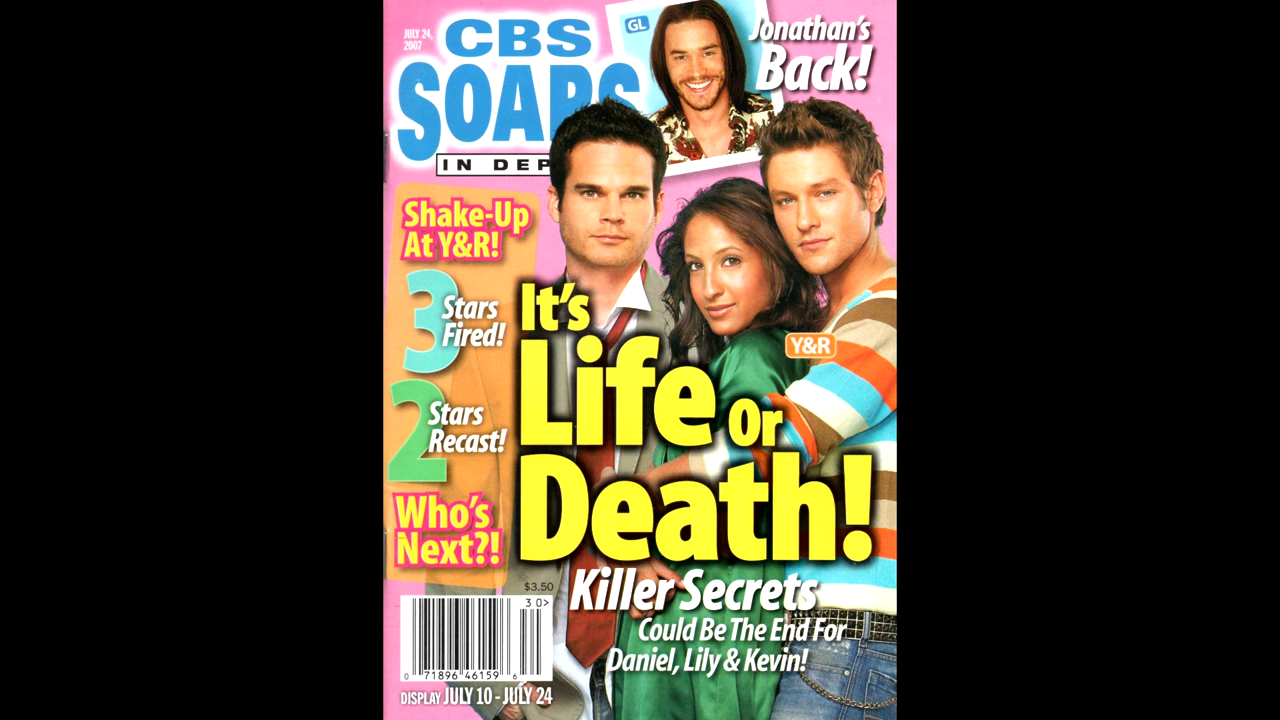 JULY 24,
2007
CBS
SOAPS
IN DEP
GL
Jonathan's
Back!
Shake-Up
At Y&R!
3 Stars
Fired!
2 Stars
Recast!
Who's
Next?!
It's
Life Or
Death!
Y&R
Killer Secrets
Could Be The End For
Daniel, Lily & Kevin!
$3.50
30>
0 71896 46159 6
DISPLAY JULY 10 - JULY 24